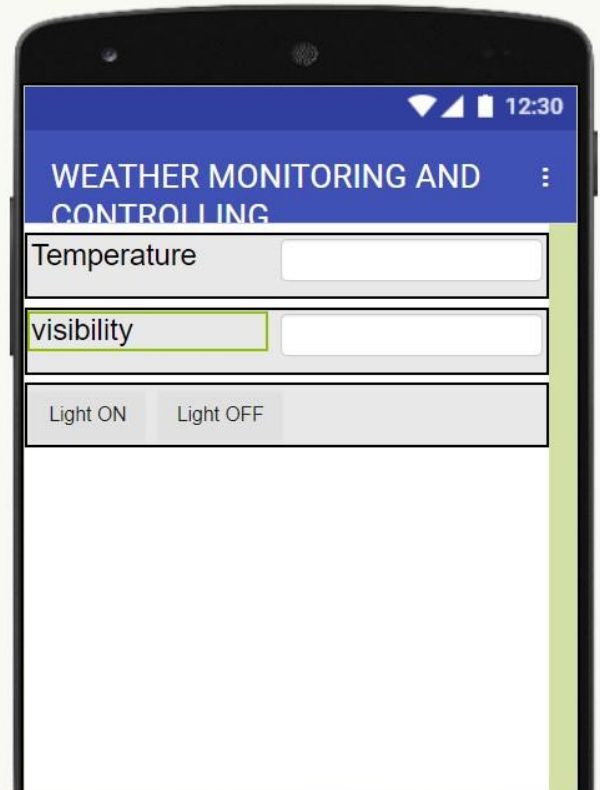 12:30
WEATHER MONITORING AND
CONTROLLING
Temperature
visibility
Light ON Light OFF